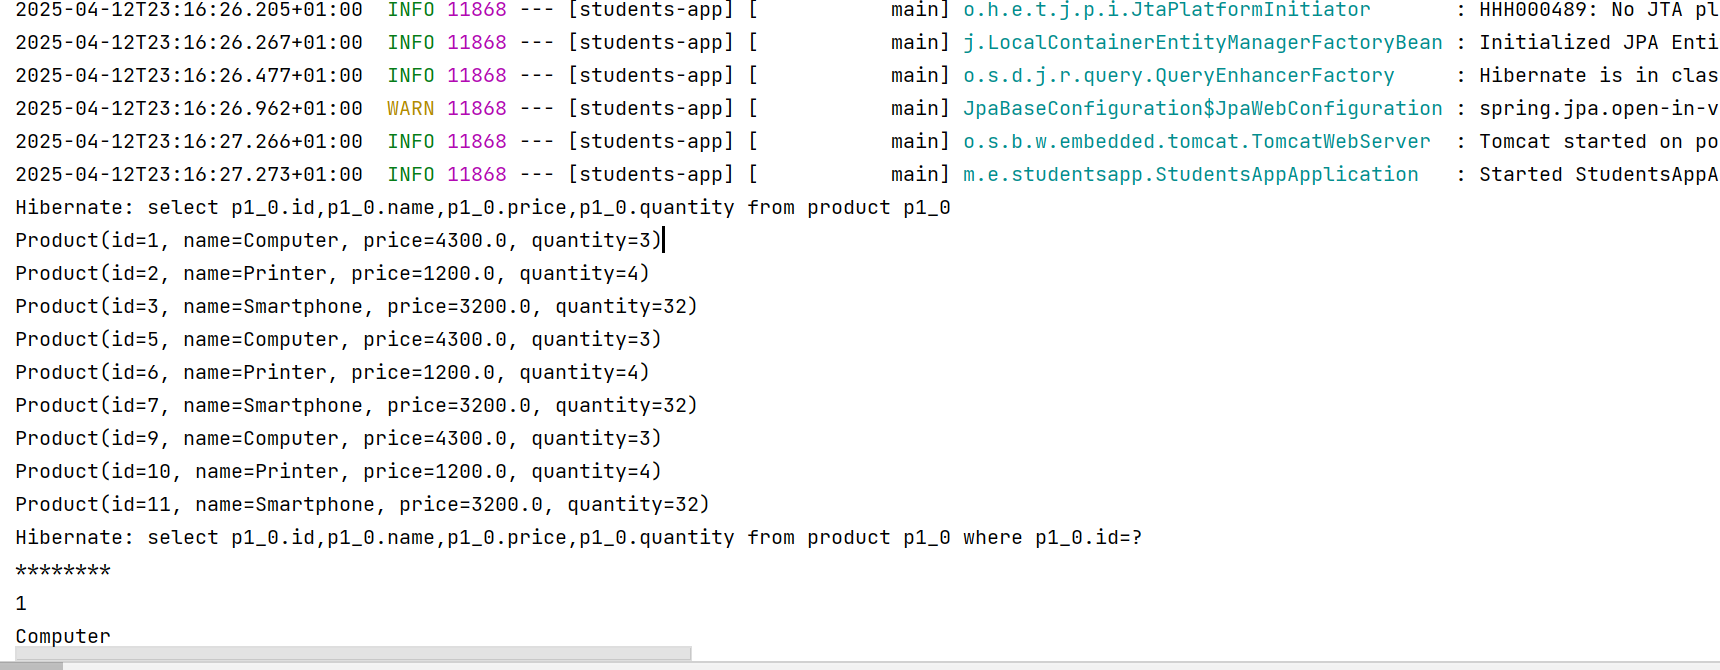 2025-04-12T23:16:26.205+01:00  INFO 11868 --- [students-app] [           main] o.h.e.t.j.p.i.JtaPlatformInitiator       : HHH000489: No JTA pl
2025-04-12T23:16:26.267+01:00  INFO 11868 --- [students-app] [           main] j.LocalContainerEntityManagerFactoryBean : Initialized JPA Enti
2025-04-12T23:16:26.477+01:00  INFO 11868 --- [students-app] [           main] o.s.d.j.r.query.QueryEnhancerFactory     : Hibernate is in clas
2025-04-12T23:16:26.962+01:00  WARN 11868 --- [students-app] [           main] JpaBaseConfiguration$JpaWebConfiguration : spring.jpa.open-in-v
2025-04-12T23:16:27.266+01:00  INFO 11868 --- [students-app] [           main] o.s.b.w.embedded.tomcat.TomcatWebServer  : Tomcat started on po
2025-04-12T23:16:27.273+01:00  INFO 11868 --- [students-app] [           main] m.e.studentsapp.StudentsAppApplication   : Started StudentsAppA
Hibernate: select p1_0.id,p1_0.name,p1_0.price,p1_0.quantity from product p1_0
Product(id=1, name=Computer, price=4300.0, quantity=3)
Product(id=2, name=Printer, price=1200.0, quantity=4)
Product(id=3, name=Smartphone, price=3200.0, quantity=32)
Product(id=5, name=Computer, price=4300.0, quantity=3)
Product(id=6, name=Printer, price=1200.0, quantity=4)
Product(id=7, name=Smartphone, price=3200.0, quantity=32)
Product(id=9, name=Computer, price=4300.0, quantity=3)
Product(id=10, name=Printer, price=1200.0, quantity=4)
Product(id=11, name=Smartphone, price=3200.0, quantity=32)
Hibernate: select p1_0.id,p1_0.name,p1_0.price,p1_0.quantity from product p1_0 where p1_0.id=?
********
1
Computer